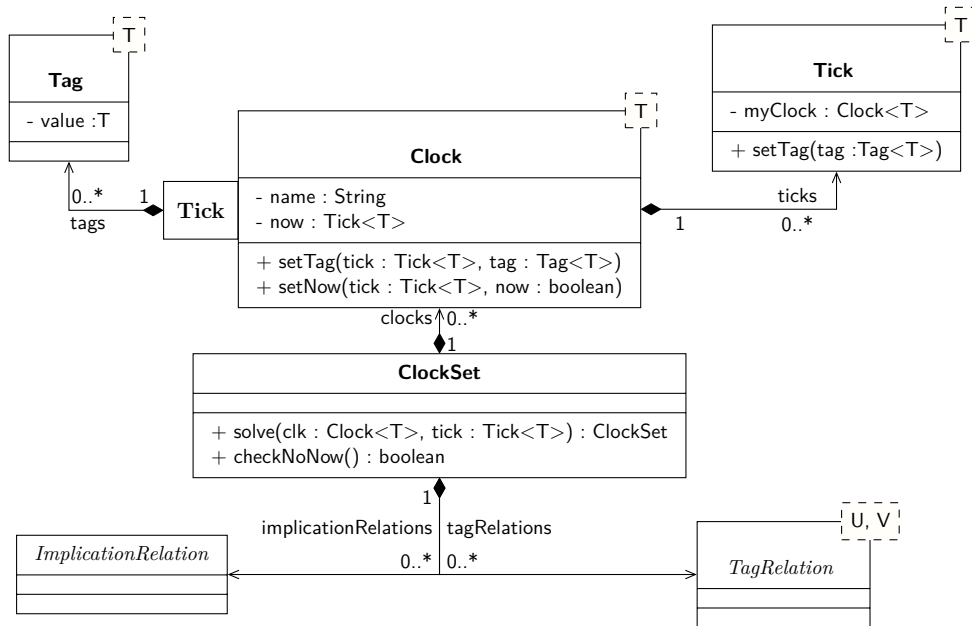 T
Tag
- value :T
T
Tick
- myClock : Clock<T>
+ setTag(tag :Tag<T>)
T
Clock
- name : String
- now : Tick<T>
+ setTag(tick : Tick<T>, tag : Tag<T>)
+ setNow(tick : Tick<T>, now : boolean)
0..*
1
tags
Tick
1
ticks
0..*
clocks
0..*
1
ClockSet
+ solve(clk : Clock<T>, tick : Tick<T>) : ClockSet
+ checkNoNow() : boolean
1
implicationRelations
tagRelations
0..*
0..*
ImplicationRelation
U, V
TagRelation